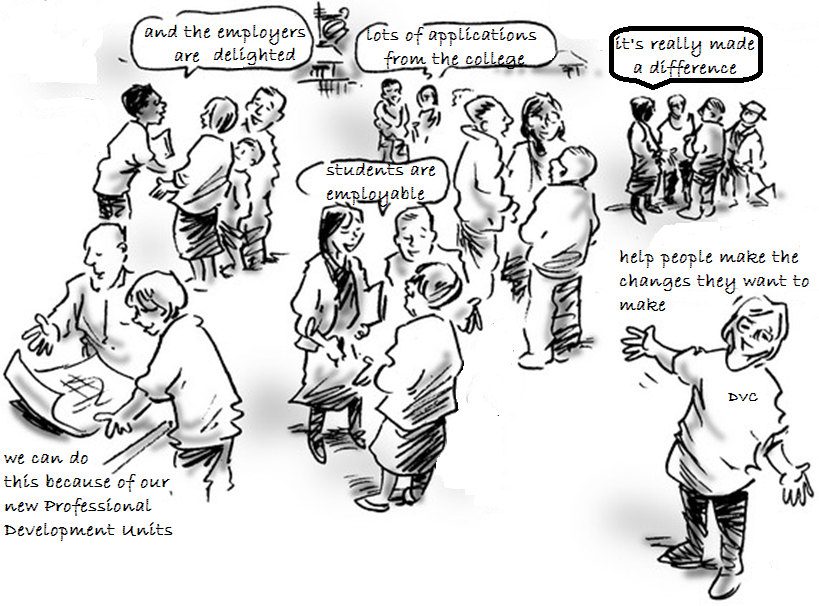 and the employers
are delighted
lots of applications
from the college
it's really made
a difference
students are
employable
help people make the
changes they want to
make
DVC
we can do
this because of our
new Professional
Development Units